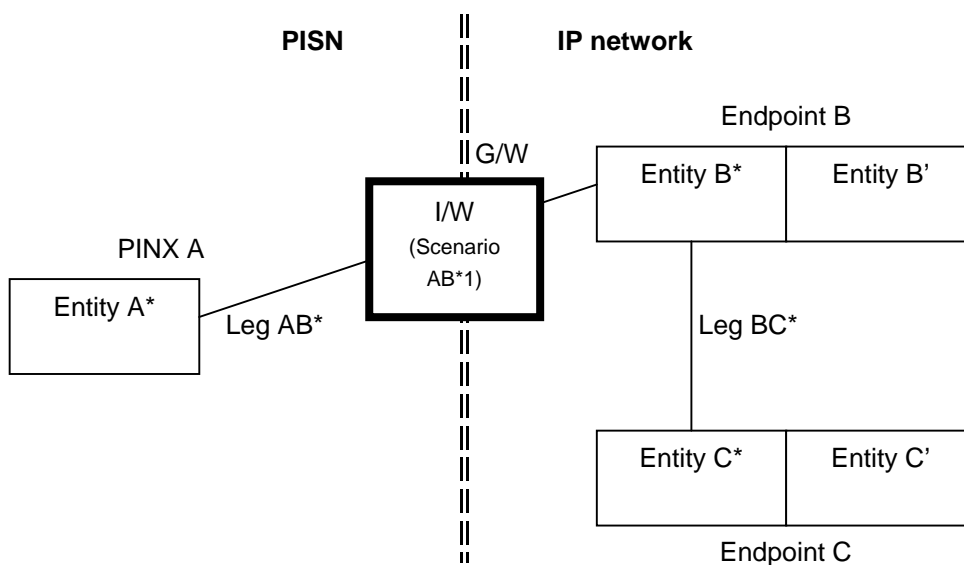 PISN
IP network
Endpoint B
G/W
Entity B*
Entity B’
I/W
(Scenario
AB*1)
PINX A
Entity A*
Leg AB*
Leg BC*
Entity C*
Entity C’
Endpoint C